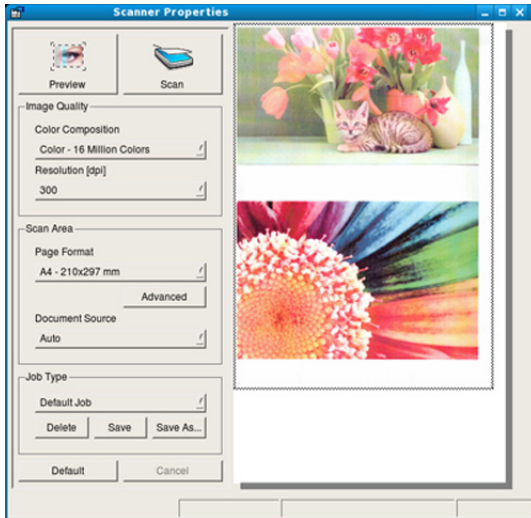 Scanner Properties
Preview
Scan
Image Quality
Color Composition
Color - 16 Million Colors
Resolution [dpi]
300
Scan Area
Page Format
A4 - 210x297 mm
Advanced
Document Source
Auto
Job Type
Default Job
Delete
Save
Save As...
Default
Cancel